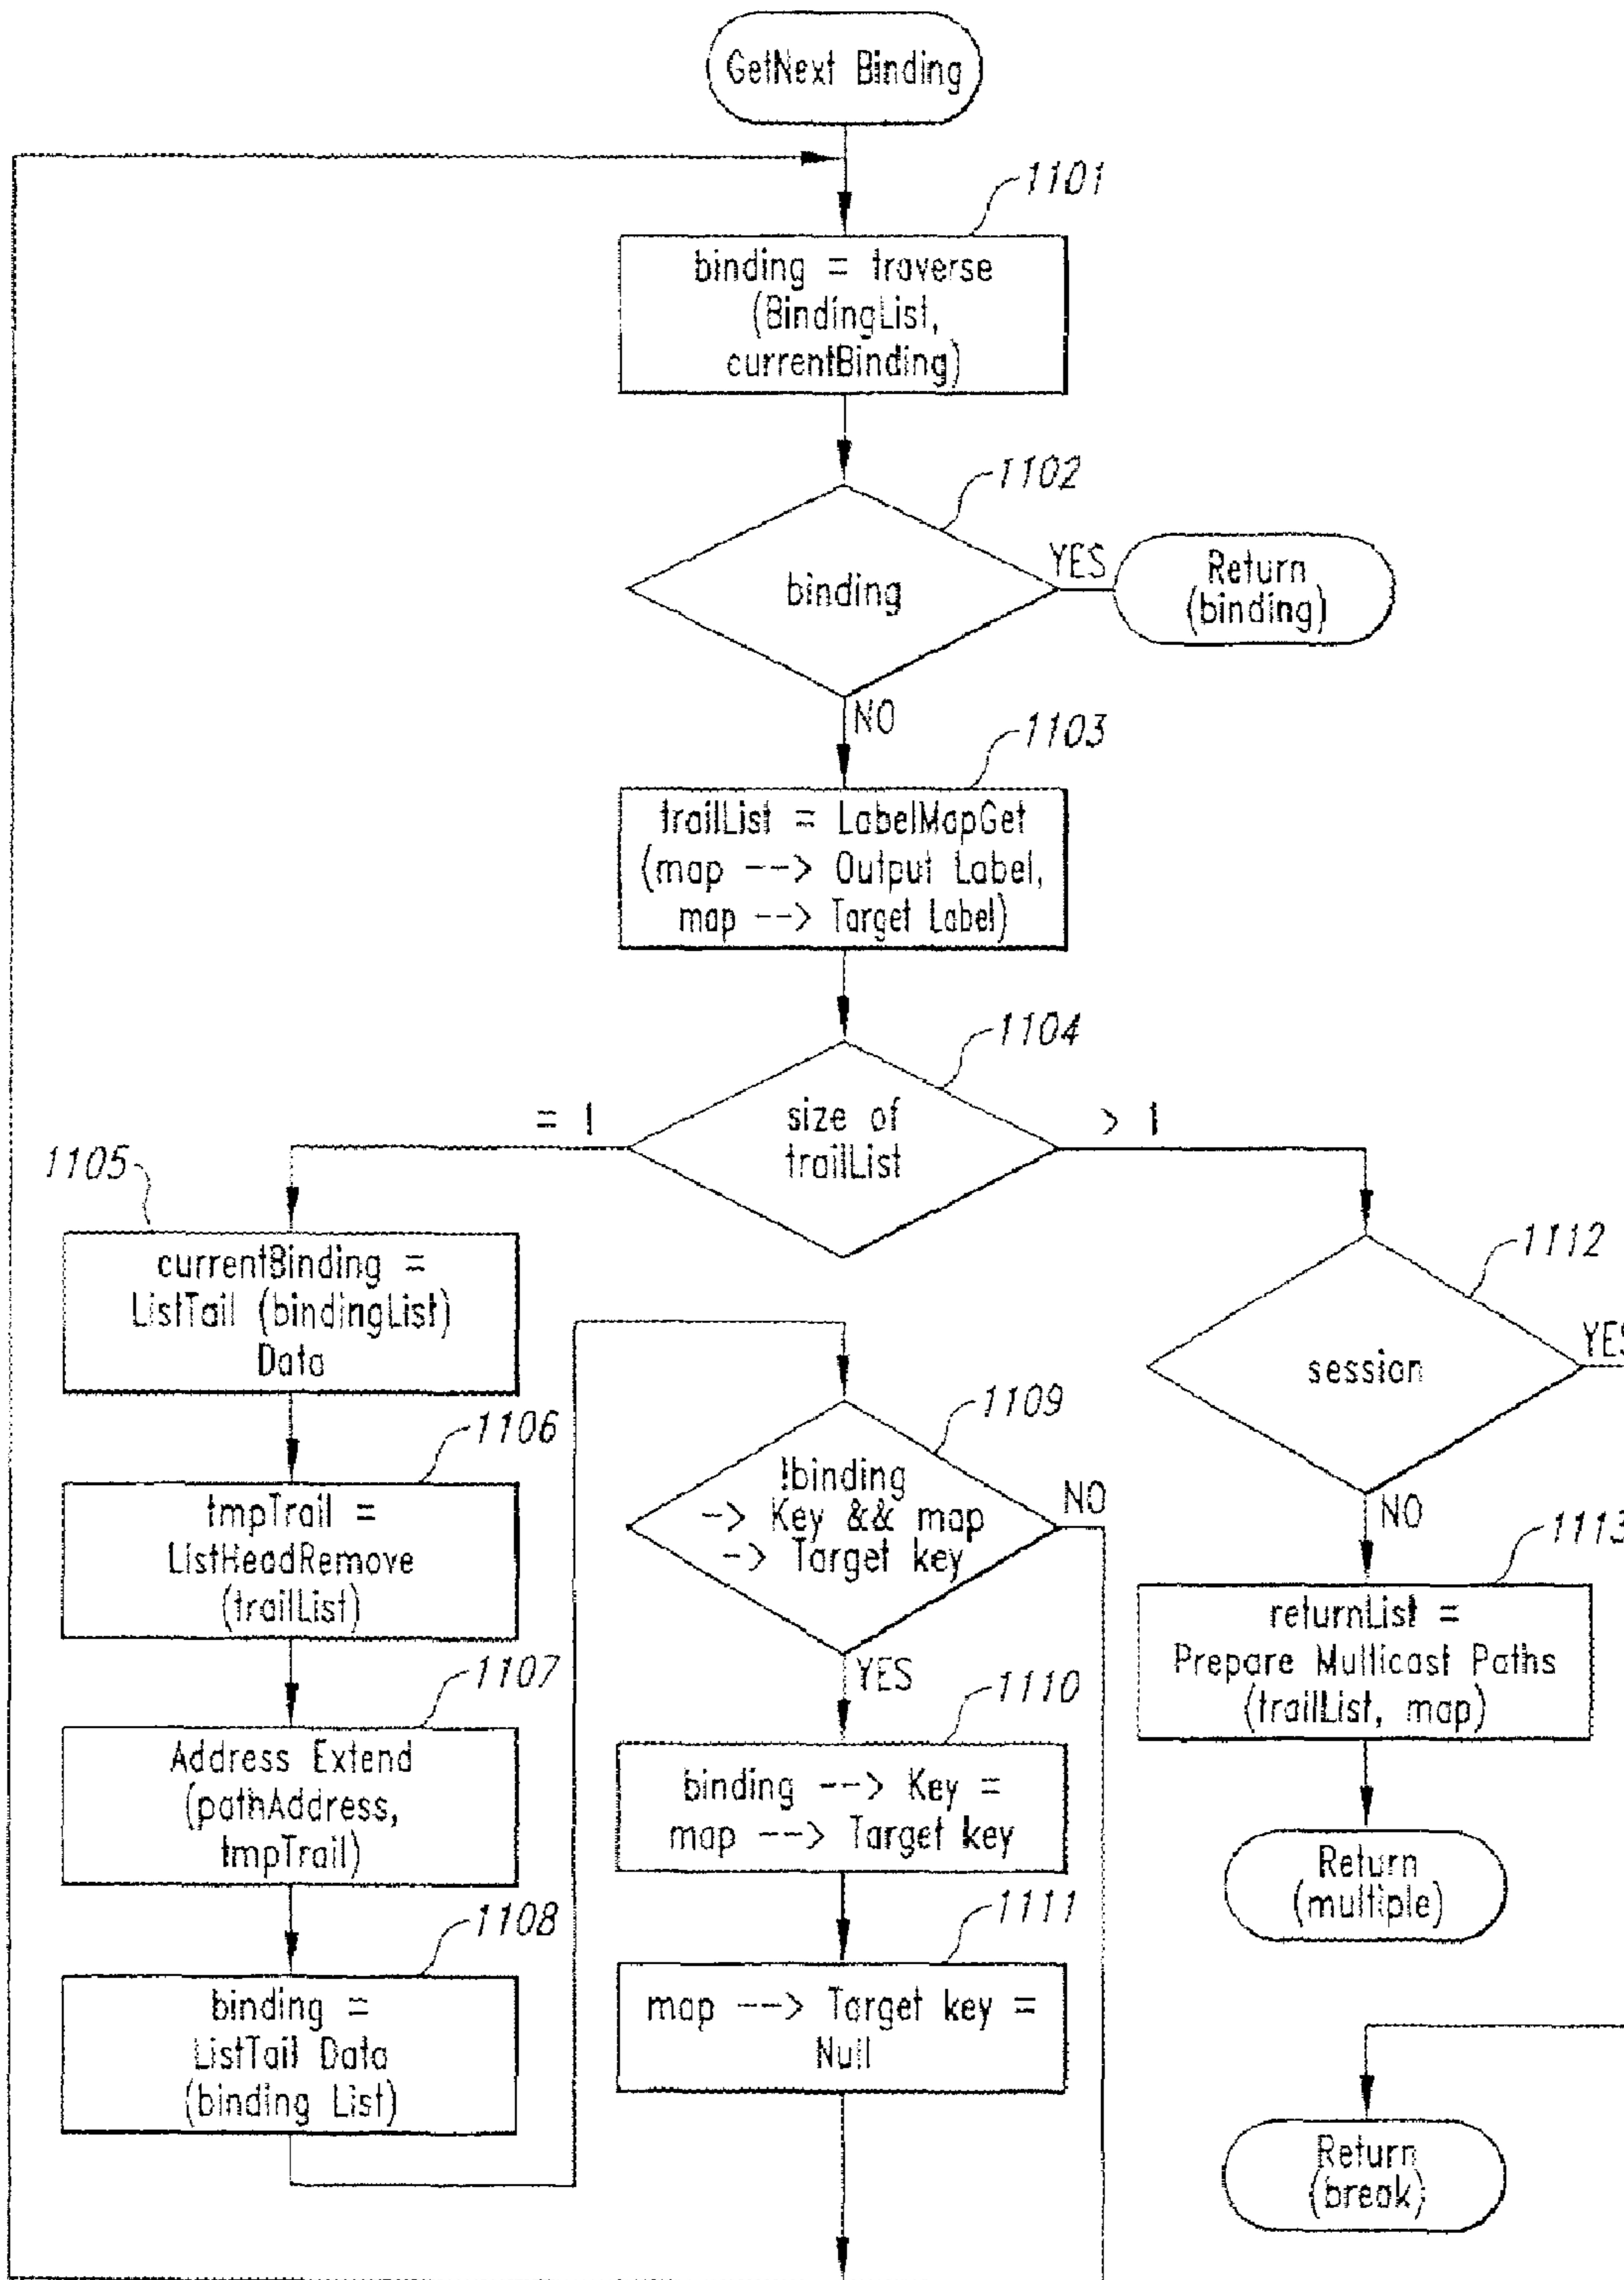 GetNext Binding
1101
binding = traverse
(BindingList,
currentBinding)
1102
binding
YES
Return
(binding)
NO
1103
trailList = LabelMapGet
(map --> Output Label,
map --> Target Label)
1104
size of
trailList
= 1
> 1
1105
currentBinding =
ListTail (bindingList)
Data
1106
tmpTrail =
ListHeadRemove
(trailList)
1107
Address Extend
(pathAddress,
tmpTrail)
1108
binding =
ListTail Data
(binding List)
1109
!binding
-> Key && map
-> Target key
NO
YES
1110
binding --> Key =
map --> Target key
1111
map --> Target key =
Null
1112
session
YES
NO
1113
returnList =
Prepare Multicast Paths
(trailList, map)
Return
(multiple)
Return
(break)